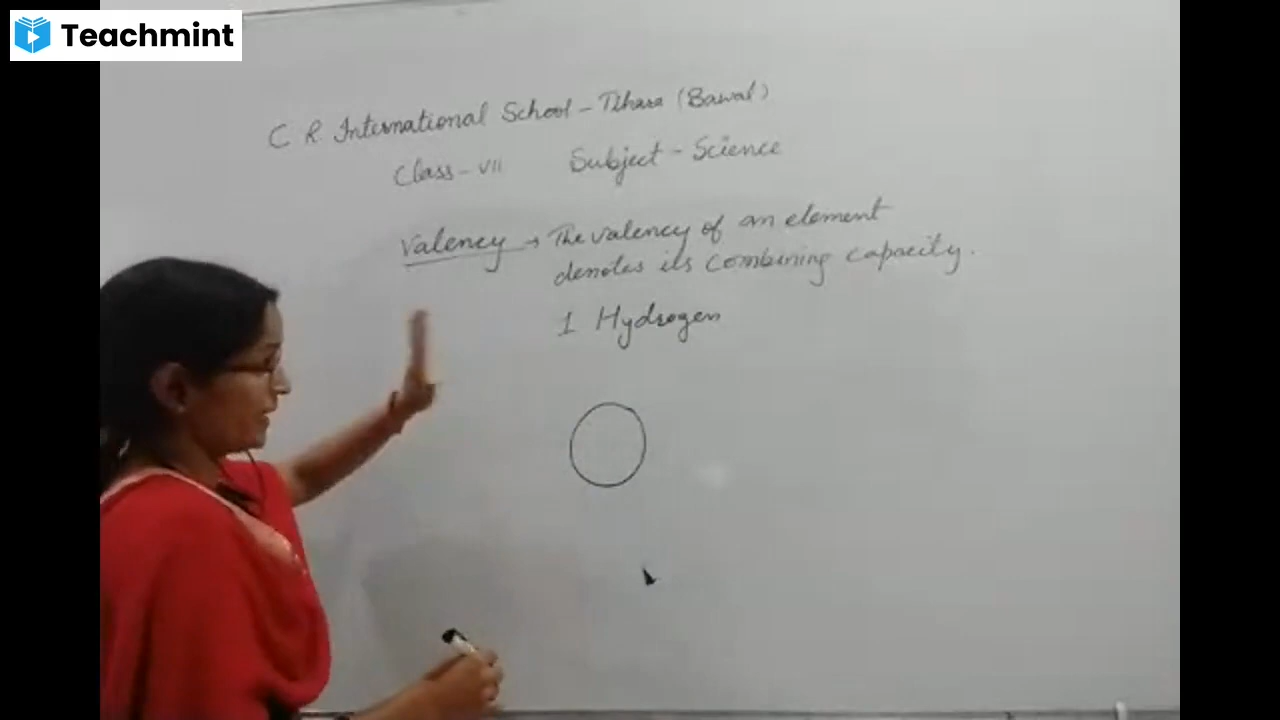 Teachmint
C R International School - Tihara (Bawal)
Class - VII Subject - Science
Valency → The valency of an element
denotes its combining capacity.
1 Hydrogen